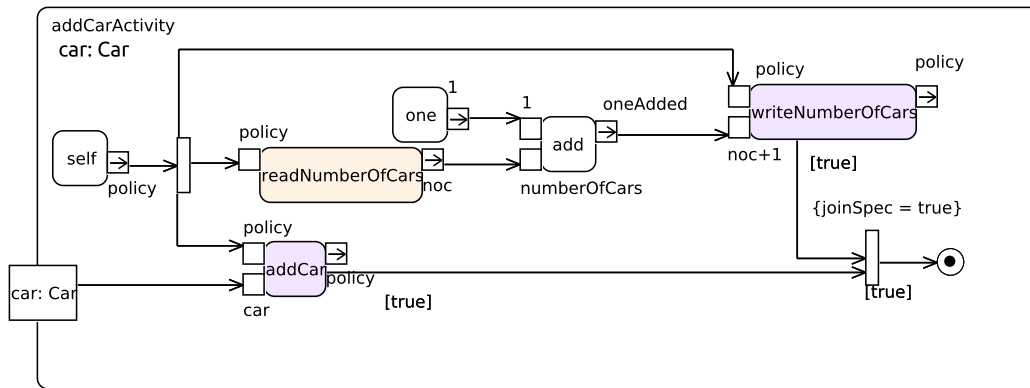 addCarActivity
car: Car
policy
policy
1
1
oneAdded
one
writeNumberOfCars
policy
add
self
noc+1
[true]
readNumberOfCars
policy
noc
numberOfCars
{joinSpec = true}
policy
addCar
policy
car: Car
[true]
[true]
car